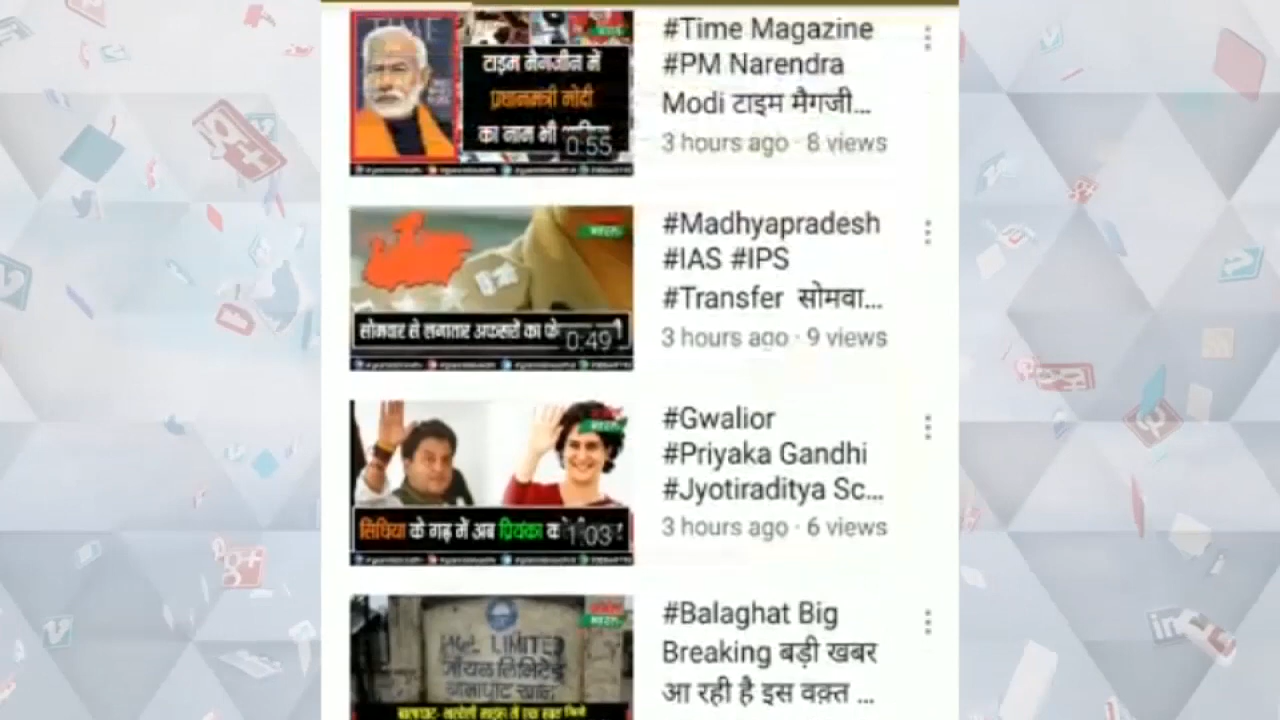 TIME
टाइम मैगजीन में
प्रधानमंत्री मोदी
का नाम भी
0:55
#Time Magazine
#PM Narendra
Modi टाइम मैगजी...
3 hours ago · 8 views
सोमवार से लगातार अफसरों का
0:49
#Madhyapradesh
#IAS #IPS
#Transfer सोमवा...
3 hours ago · 9 views
सिंधिया के गढ़ में अब प्रियंका
1:03
#Gwalior
#Priyaka Gandhi
#Jyotiraditya Sc...
3 hours ago · 6 views
LIMITED
लिमिटेड
#Balaghat Big
Breaking बड़ी खबर
आ रही है इस वक़्त ...
g+
g+
in